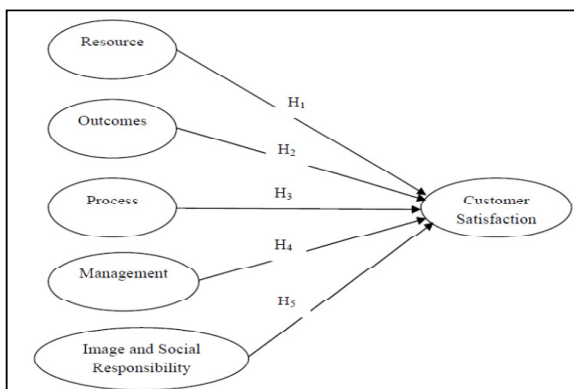 Resource
H1
Outcomes
H2
Process
H3
Customer
Satisfaction
Management
H4
H5
Image and Social
Responsibility